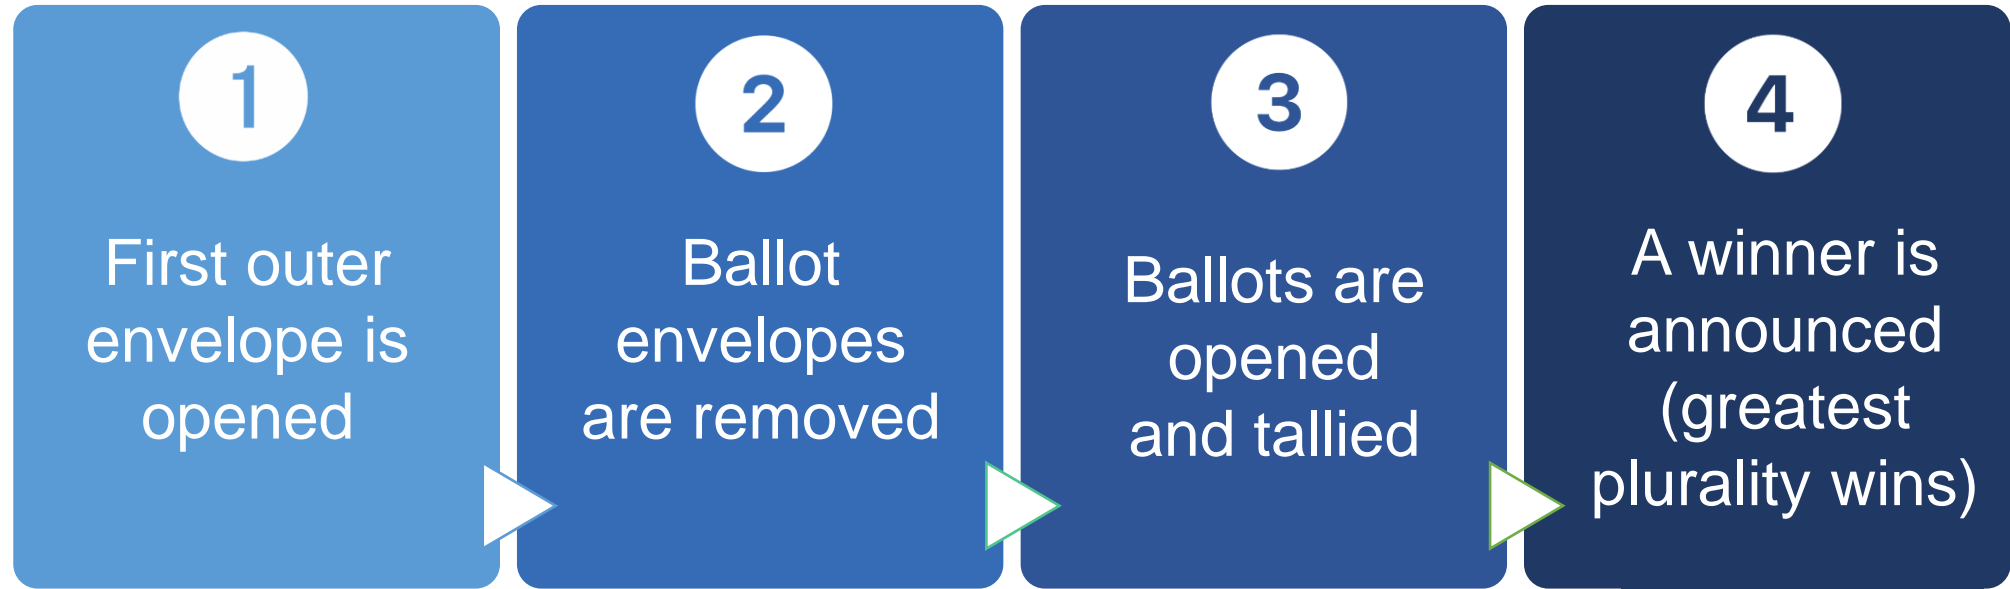 1
First outer
envelope is
opened
2
Ballot
envelopes
are removed
3
Ballots are
opened
and tallied
4
A winner is
announced
(greatest
plurality wins)